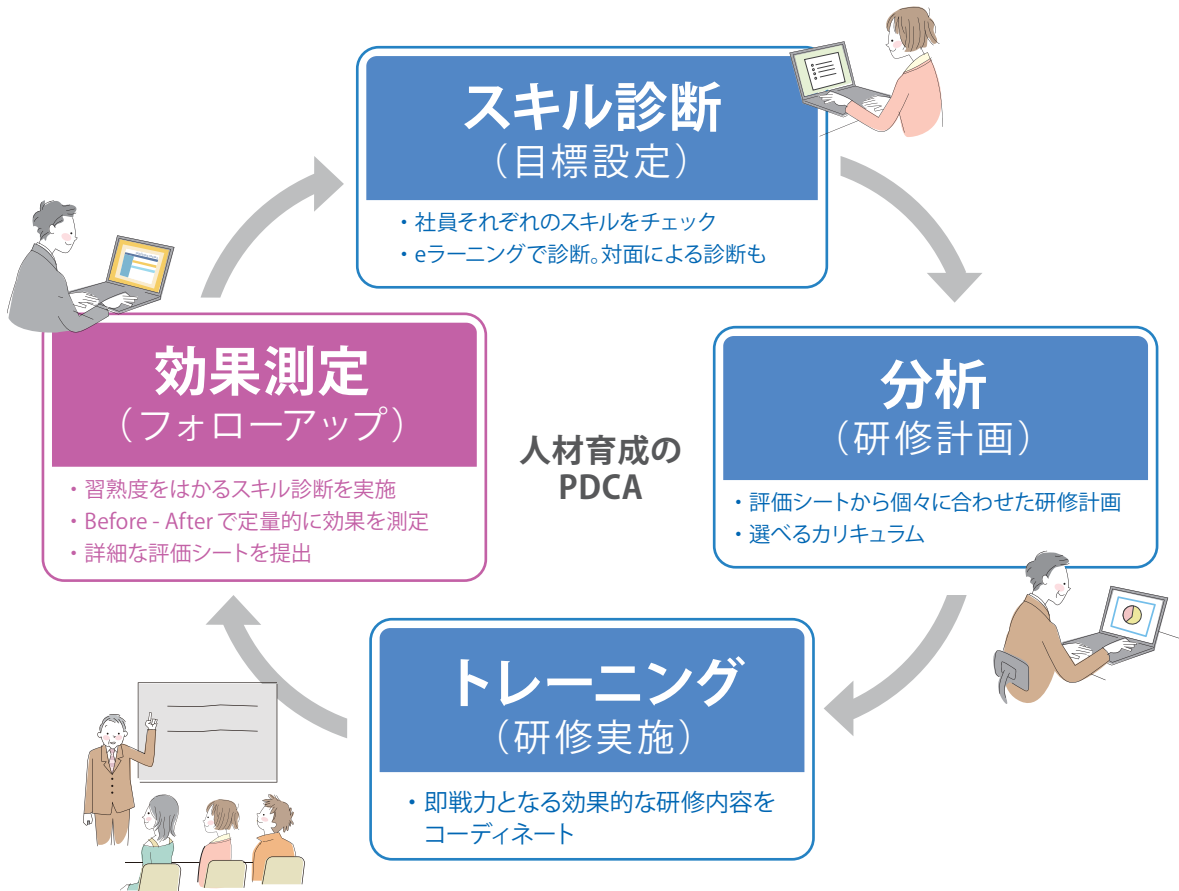 スキル診断
（目標設定）
・社員それぞれのスキルをチェック
・eラーニングで診断。対面による診断も
分析
（研修計画）
・評価シートから個々に合わせた研修計画
・選べるカリキュラム
トレーニング
（研修実施）
・即戦力となる効果的な研修内容を
コーディネート
効果測定
（フォローアップ）
・習熟度をはかるスキル診断を実施
・Before - After で定量的に効果を測定
・詳細な評価シートを提出
人材育成の
PDCA